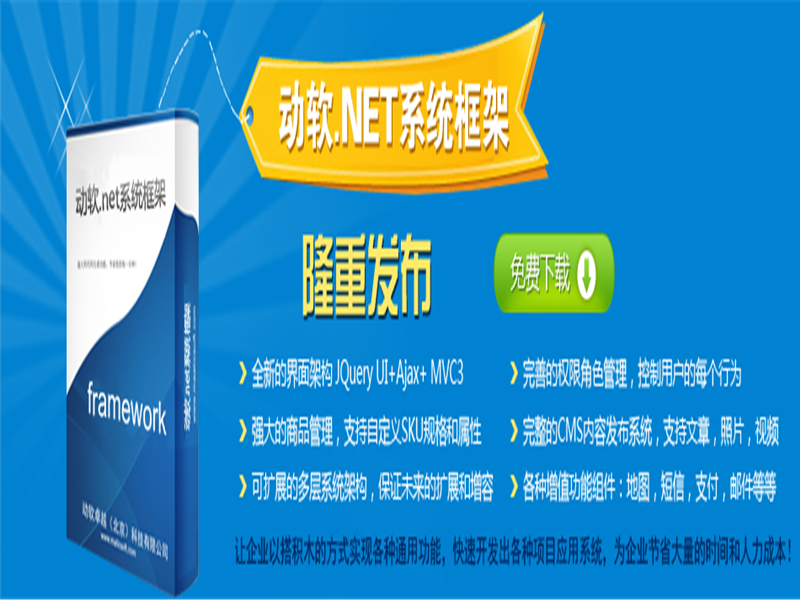 动软.NET系统框架
动软.net系统框架
隆重发布
免费下载
全新的界面架构 JQuery UI+Ajax+ MVC3
完善的权限角色管理，控制用户的每个行为
强大的商品管理，支持自定义SKU规格和属性
完整的CMS内容发布系统，支持文章，照片，视频
可扩展的多层系统架构，保证未来的扩展和增容
各种增值功能组件：地图，短信，支付，邮件等等
framework
动软.net系统框架
动软卓越（北京）科技有限公司
www.maticsoft.com
让企业以搭积木的方式实现各种通用功能，快速开发出各种项目应用系统，为企业节省大量的时间和人力成本！